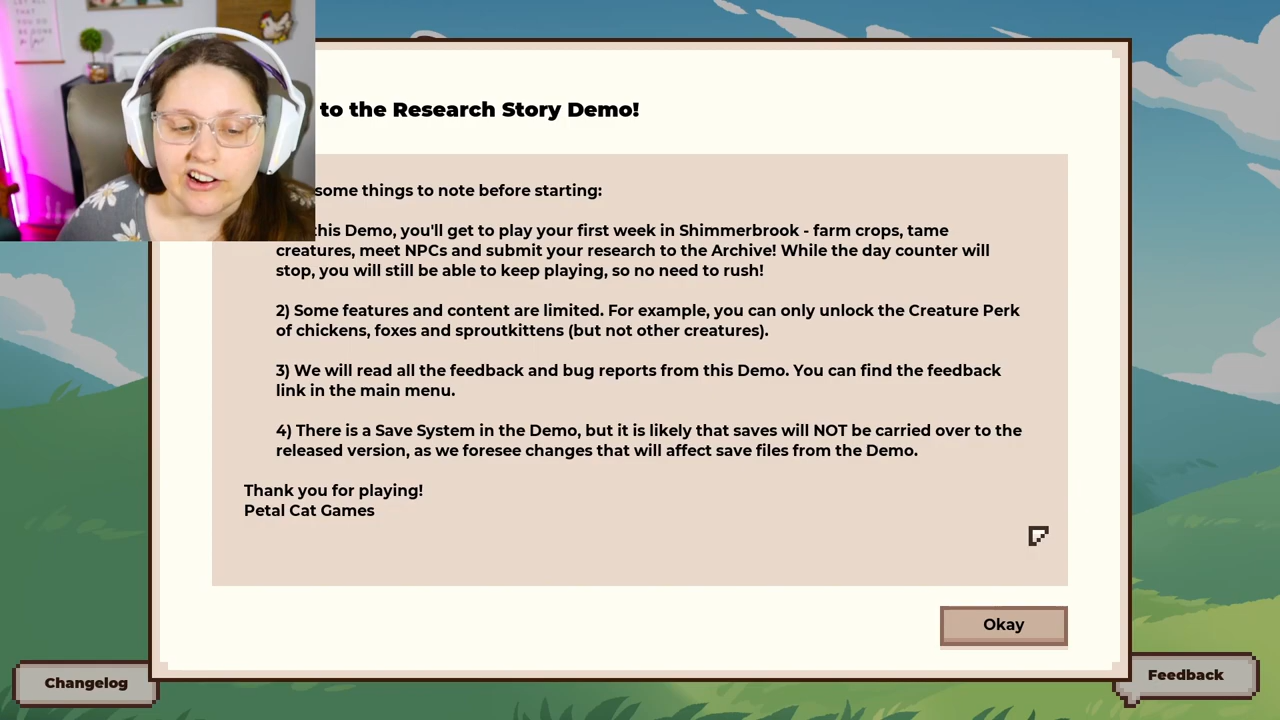 LET ALL
THAT
YOU DO
BE DONE
to the Research Story Demo!
some things to note before starting:
this Demo, you'll get to play your first week in Shimmerbrook - farm crops, tame
creatures, meet NPCs and submit your research to the Archive! While the day counter will
stop, you will still be able to keep playing, so no need to rush!
2) Some features and content are limited. For example, you can only unlock the Creature Perk
of chickens, foxes and sproutkittens (but not other creatures).
3) We will read all the feedback and bug reports from this Demo. You can find the feedback
link in the main menu.
4) There is a Save System in the Demo, but it is likely that saves will NOT be carried over to the
released version, as we foresee changes that will affect save files from the Demo.
Thank you for playing!
Petal Cat Games
Okay
Changelog
Feedback